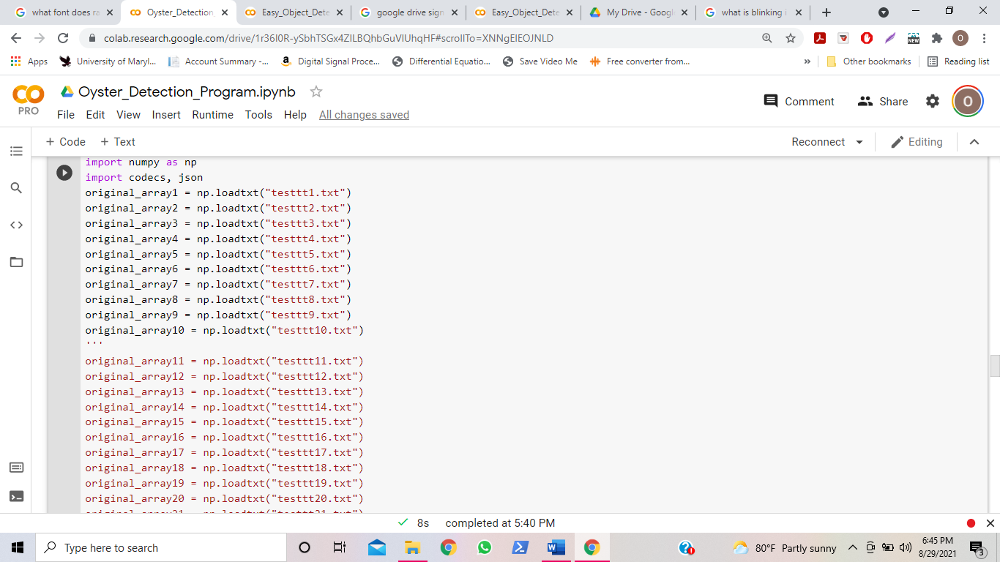 what font does ra
Oyster_Detection
Easy_Object_Dete
google drive sign
Easy_Object_Dete
My Drive - Googl
what is blinking i
colab.research.google.com/drive/1r36I0R-ySbhTSGx4ZILBQhbGuVIUhqHF#scrollTo=XNNgEIEOJNLD
NEW
O
Apps
University of Maryl...
Account Summary -...
Digital Signal Proce...
Differential Equatio...
Save Video Me
Free converter from...
»
Other bookmarks
Reading list
PRO
Oyster_Detection_Program.ipynb
Comment
Share
O
File Edit View Insert Runtime Tools Help All changes saved
+ Code + Text
Reconnect
Editing
import numpy as np
import codecs, json
original_array1 = np.loadtxt("testtt1.txt")
original_array2 = np.loadtxt("testtt2.txt")
original_array3 = np.loadtxt("testtt3.txt")
original_array4 = np.loadtxt("testtt4.txt")
original_array5 = np.loadtxt("testtt5.txt")
original_array6 = np.loadtxt("testtt6.txt")
original_array7 = np.loadtxt("testtt7.txt")
original_array8 = np.loadtxt("testtt8.txt")
original_array9 = np.loadtxt("testtt9.txt")
original_array10 = np.loadtxt("testtt10.txt")
'''
original_array11 = np.loadtxt("testtt11.txt")
original_array12 = np.loadtxt("testtt12.txt")
original_array13 = np.loadtxt("testtt13.txt")
original_array14 = np.loadtxt("testtt14.txt")
original_array15 = np.loadtxt("testtt15.txt")
original_array16 = np.loadtxt("testtt16.txt")
original_array17 = np.loadtxt("testtt17.txt")
original_array18 = np.loadtxt("testtt18.txt")
original_array19 = np.loadtxt("testtt19.txt")
original_array20 = np.loadtxt("testtt20.txt")
original_array21 = np.loadtxt("testtt21.txt")
8s completed at 5:40 PM
Type here to search
80°F Partly sunny
6:45 PM
8/29/2021
3